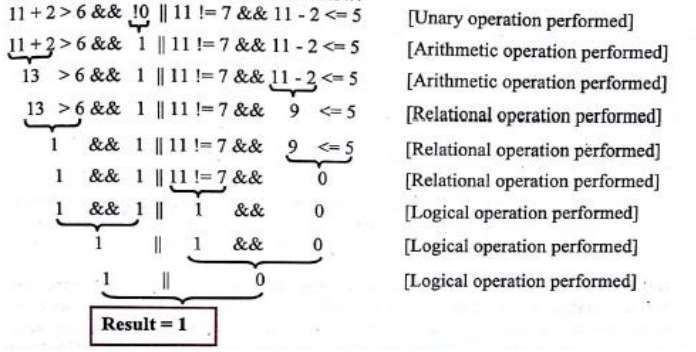 11 + 2 > 6 && !0 || 11 != 7 && 11 - 2 <= 5 [Unary operation performed]
11 + 2 > 6 && 1 || 11 != 7 && 11 - 2 <= 5 [Arithmetic operation performed]
13 > 6 && 1 || 11 != 7 && 11 - 2 <= 5 [Arithmetic operation performed]
13 > 6 && 1 || 11 != 7 && 9 <= 5 [Relational operation performed]
1 && 1 || 11 != 7 && 9 <= 5 [Relational operation performed]
1 && 1 || 11 != 7 && 0 [Relational operation performed]
1 && 1 || 1 && 0 [Logical operation performed]
1 || 1 && 0 [Logical operation performed]
1 || 0 [Logical operation performed]
Result = 1